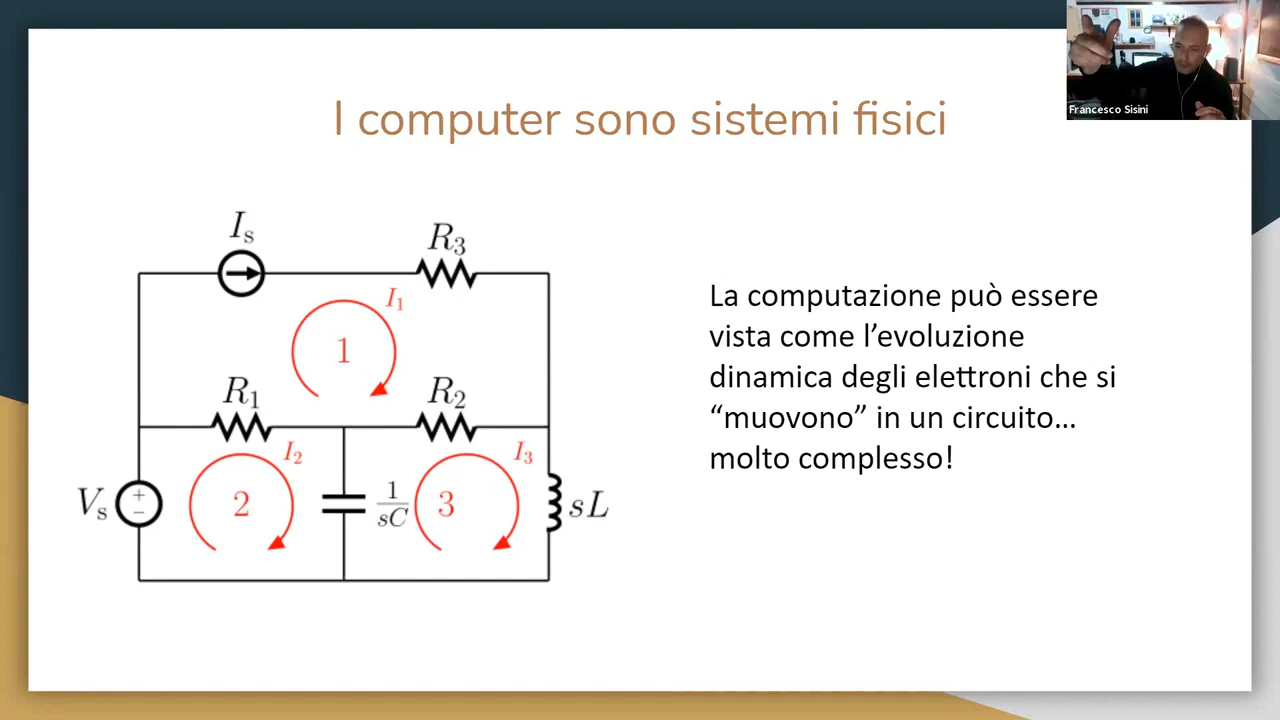 Francesco Sisini
I computer sono sistemi fisici
Is
R3
I1
1
R1
R2
I2
I3
Vs
+
−
2
1/sC
3
sL
La computazione può essere
vista come l’evoluzione
dinamica degli elettroni che si
“muovono” in un circuito...
molto complesso!